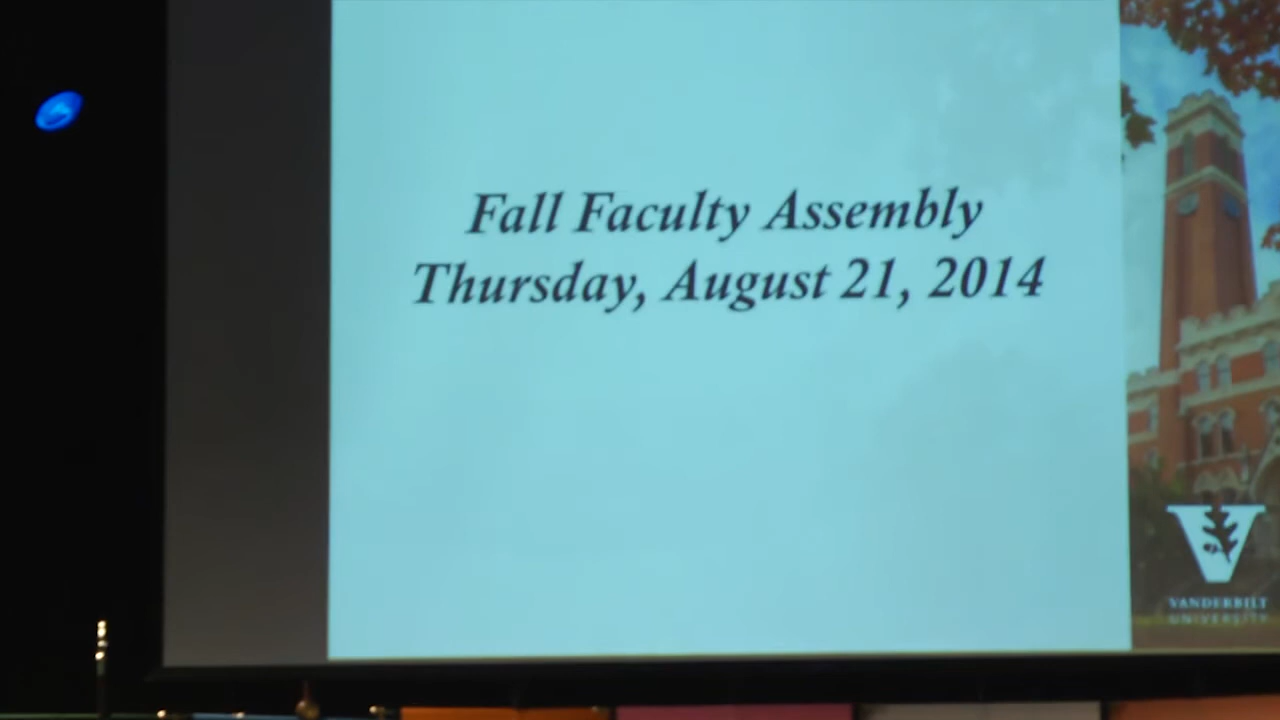 Fall Faculty Assembly
Thursday, August 21, 2014
V
VANDERBILT
UNIVERSITY